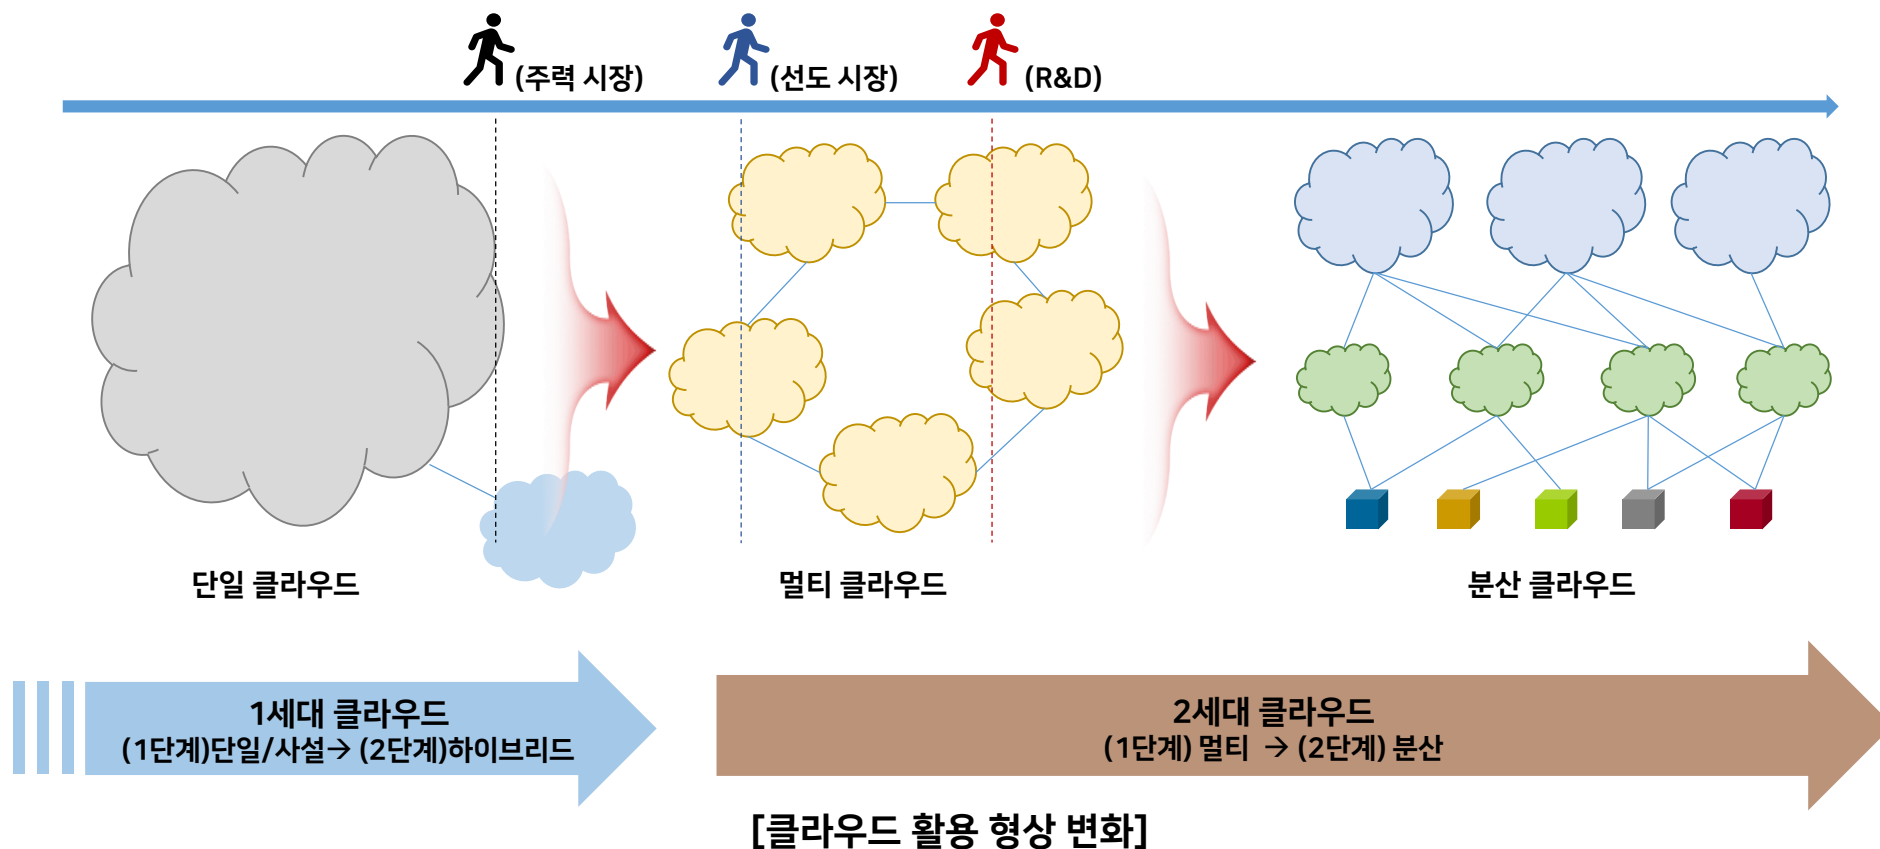 (주력 시장)
(선도 시장)
(R&D)
단일 클라우드
멀티 클라우드
분산 클라우드
1세대 클라우드
(1단계)단일/사설→ (2단계)하이브리드
2세대 클라우드
(1단계) 멀티 → (2단계) 분산
[클라우드 활용 형상 변화]